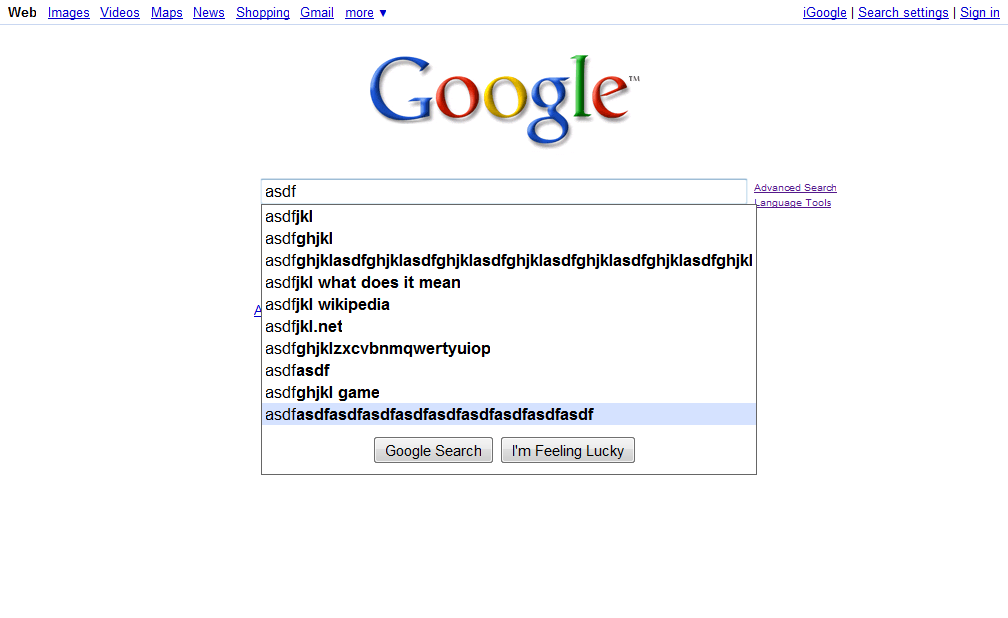 Web Images Videos Maps News Shopping Gmail more ▼ iGoogle | Search settings | Sign in
Google™
asdf Advanced Search
Language Tools
asdfjkl
asdfghjkl
asdfghjklasdfghjklasdfghjklasdfghjklasdfghjklasdfghjklasdfghjkl
asdfjkl what does it mean
asdfjkl wikipedia
asdfjkl.net
asdfghjklzxcvbnmqwertyuiop
asdfasdf
asdfghjkl game
asdfasdfasdfasdfasdfasdfasdfasdfasdfasdf
Google Search I'm Feeling Lucky